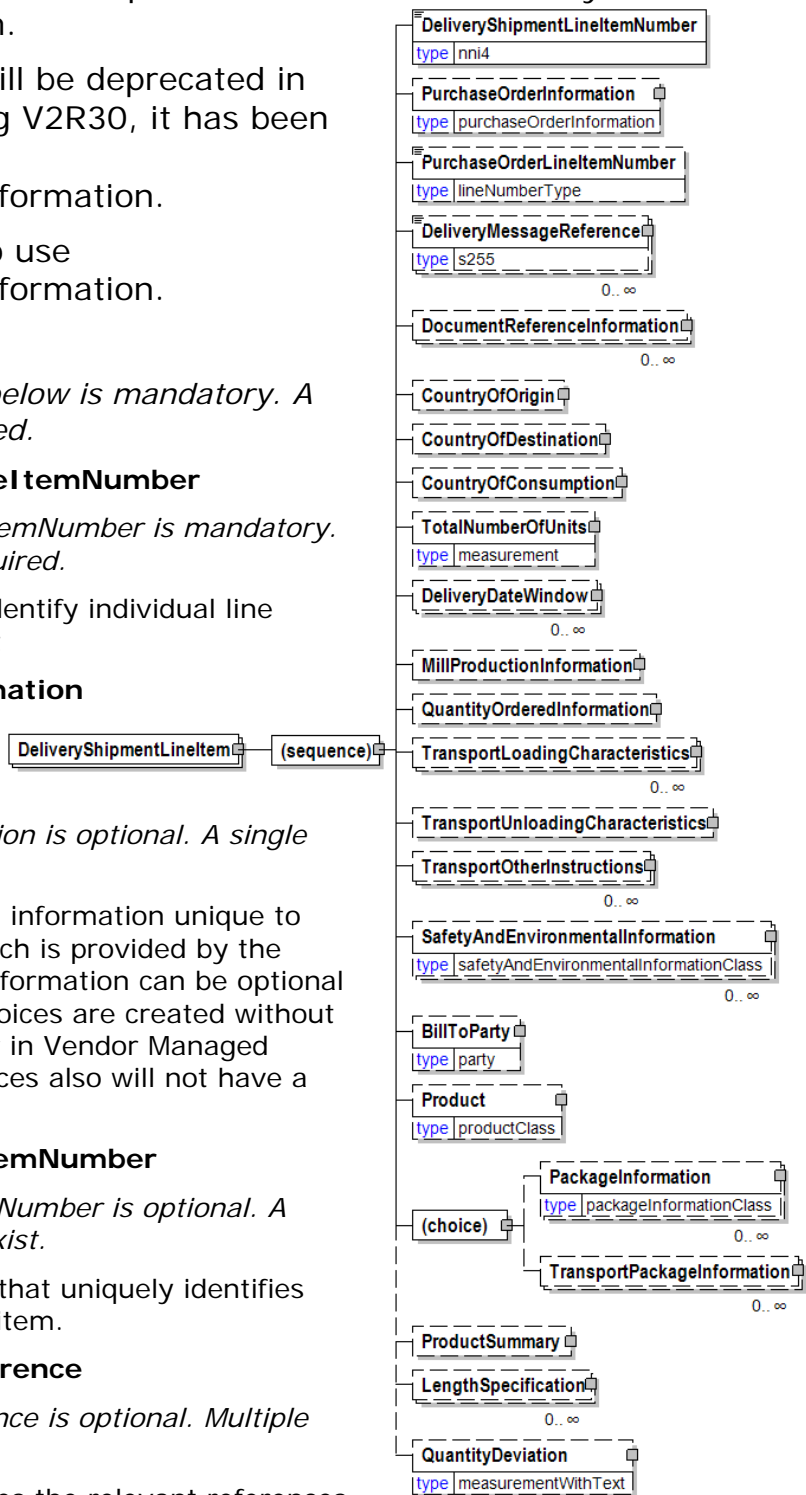 n.
ill be deprecated in
g V2R30, it has been
formation.
o use
formation.
below is mandatory. A
ed.
eItemNumber
temNumber is mandatory.
uired.
dentify individual line
nation
tion is optional. A single
information unique to
ch is provided by the
formation can be optional
oices are created without
in Vendor Managed
ces also will not have a
emNumber
Number is optional. A
xist.
that uniquely identifies
item.
rence
nce is optional. Multiple
DeliveryShipmentLineItem
(sequence)
DeliveryShipmentLineItemNumber
type nni4
PurchaseOrderInformation
type purchaseOrderInformation
PurchaseOrderLineItemNumber
type lineNumberType
DeliveryMessageReference
type s255
0.. ∞
DocumentReferenceInformation
0.. ∞
CountryOfOrigin
CountryOfDestination
CountryOfConsumption
TotalNumberOfUnits
type measurement
DeliveryDateWindow
0.. ∞
MillProductionInformation
QuantityOrderedInformation
TransportLoadingCharacteristics
0.. ∞
TransportUnloadingCharacteristics
TransportOtherInstructions
0.. ∞
SafetyAndEnvironmentalInformation
type safetyAndEnvironmentalInformationClass
0.. ∞
BillToParty
type party
Product
type productClass
(choice)
PackageInformation
type packageInformationClass
0.. ∞
TransportPackageInformation
0.. ∞
ProductSummary
LengthSpecification
0.. ∞
QuantityDeviation
type measurementWithText